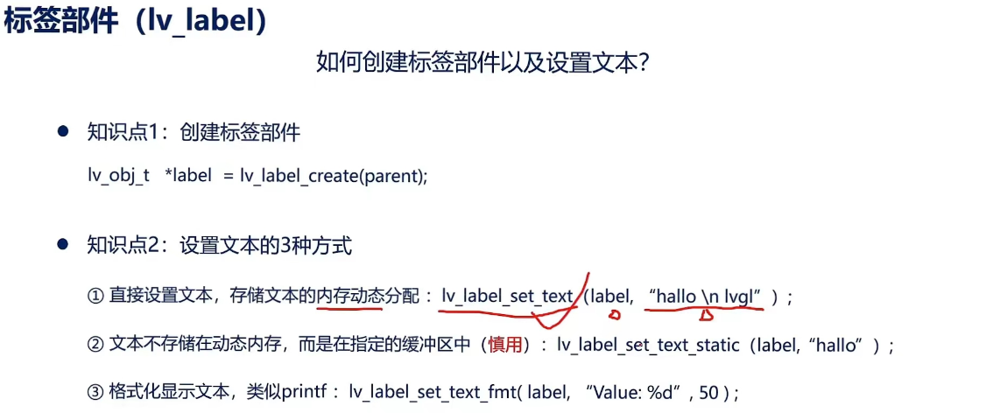 标签部件（lv_label）
如何创建标签部件以及设置文本？
● 知识点1：创建标签部件
lv_obj_t *label = lv_label_create(parent);
● 知识点2：设置文本的3种方式
① 直接设置文本，存储文本的内存动态分配：lv_label_set_text（label, “hallo \n lvgl”）;
② 文本不存储在动态内存，而是在指定的缓冲区中（慎用）：lv_label_set_text_static（label,“hallo”）;
③ 格式化显示文本，类似printf：lv_label_set_text_fmt( label, “Value: %d”, 50 ) ;